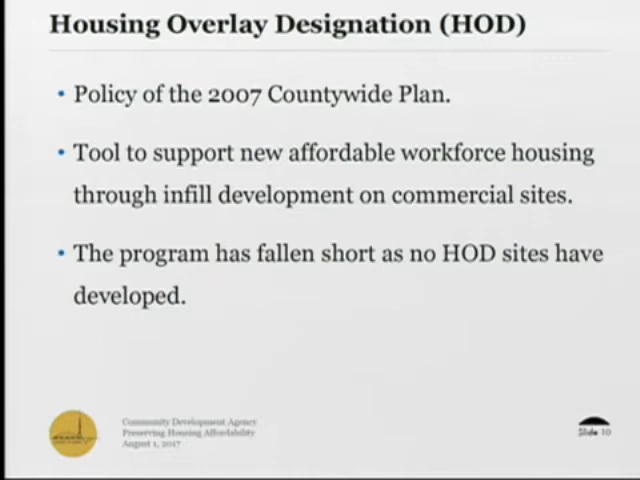 Housing Overlay Designation (HOD)
• Policy of the 2007 Countywide Plan.
• Tool to support new affordable workforce housing
through infill development on commercial sites.
• The program has fallen short as no HOD sites have
developed.
Community Development Agency
Preserving Housing Affordability
August 1, 2017
Slide 10